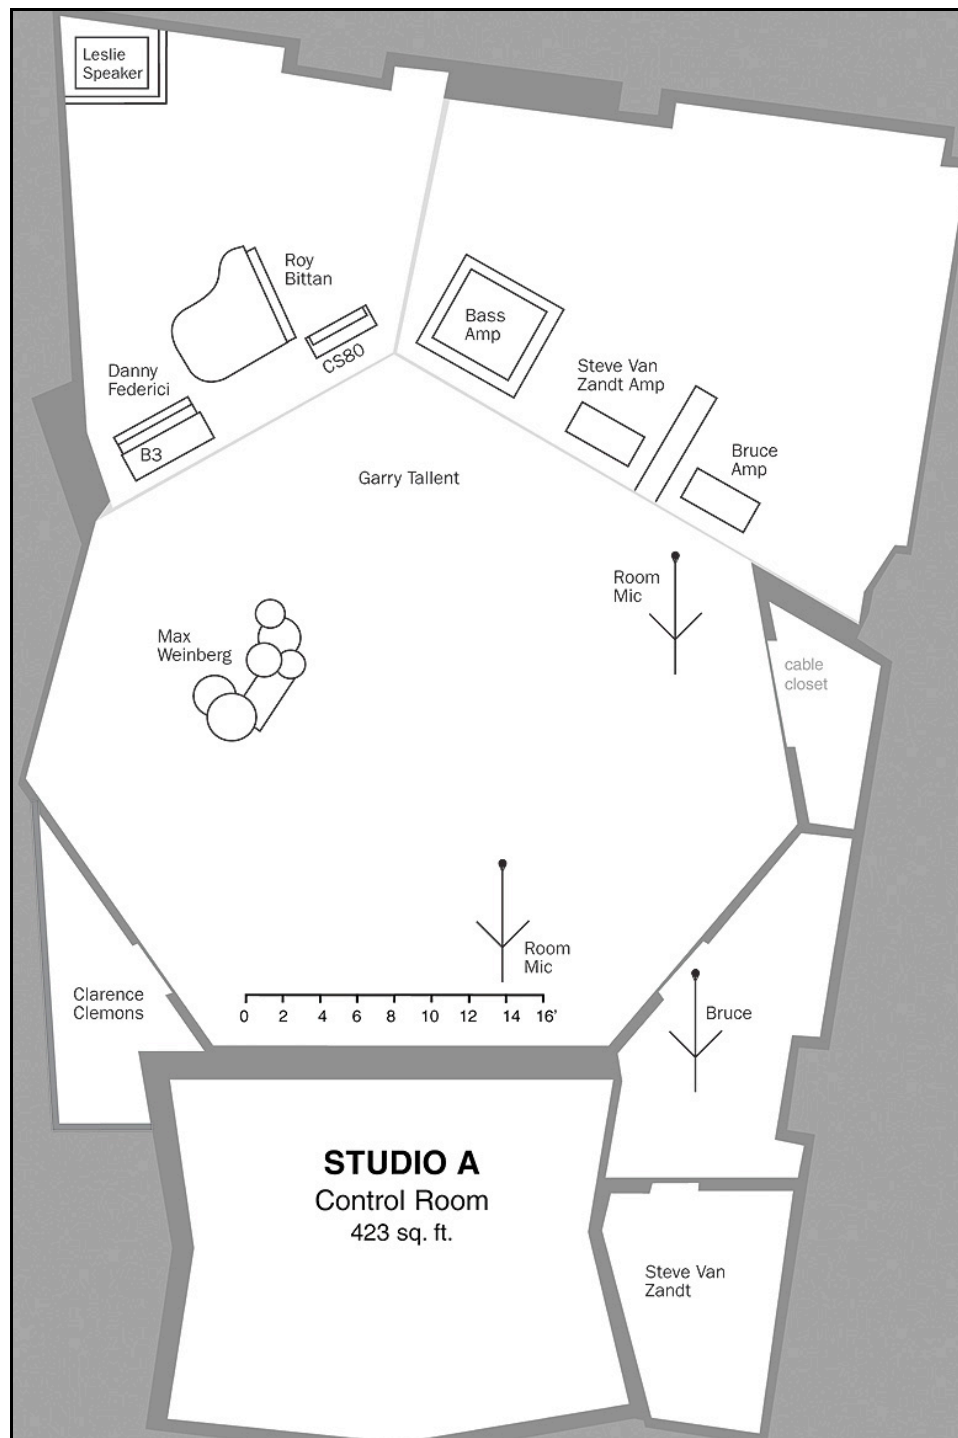 Leslie
Speaker
Roy
Bittan
CS80
Danny
Federici
B3
Bass
Amp
Steve Van
Zandt Amp
Bruce
Amp
Garry Tallent
Room
Mic
Max
Weinberg
cable
closet
Room
Mic
0 2 4 6 8 10 12 14 16'
Clarence
Clemons
Bruce
STUDIO A
Control Room
423 sq. ft.
Steve Van
Zandt